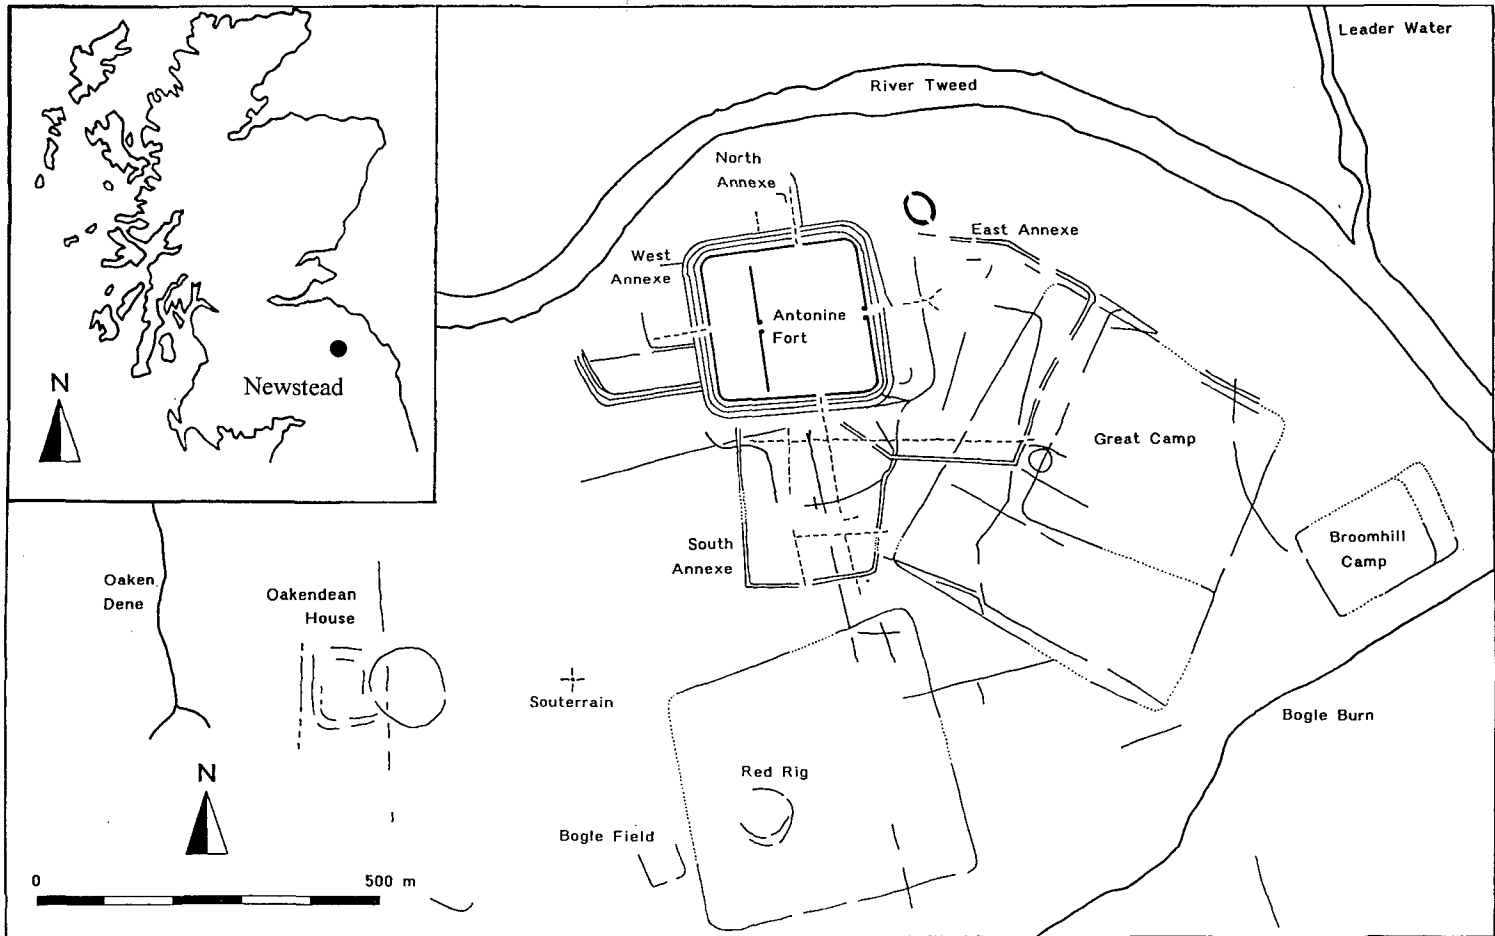 N
Newstead
Leader Water
River Tweed
North
Annexe
East Annexe
West
Annexe
Antonine
Fort
Great Camp
Broomhill
Camp
South
Annexe
Oaken
Dene
Oakendean
House
Souterrain
Bogle Burn
N
Red Rig
Bogle Field
0 500 m